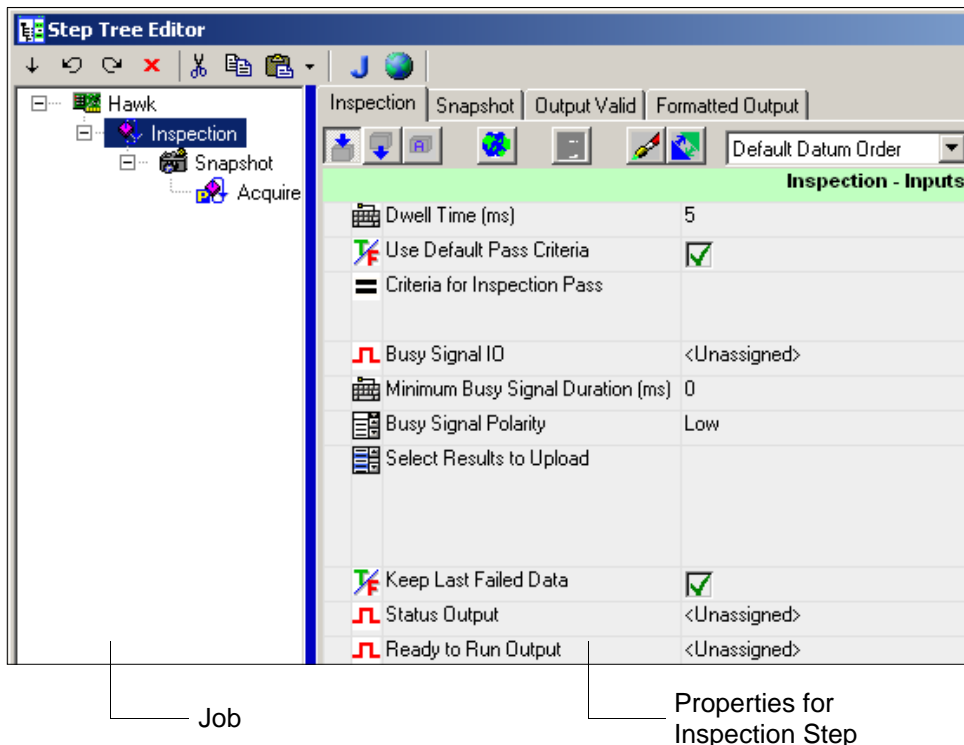 Step Tree Editor
Hawk
Inspection
Snapshot
Acquire
Inspection Snapshot Output Valid Formatted Output
Default Datum Order
Inspection - Inputs
Dwell Time (ms) 5
Use Default Pass Criteria
Criteria for Inspection Pass
Busy Signal IO <Unassigned>
Minimum Busy Signal Duration (ms) 0
Busy Signal Polarity Low
Select Results to Upload
Keep Last Failed Data
Status Output <Unassigned>
Ready to Run Output <Unassigned>
Job
Properties for
Inspection Step